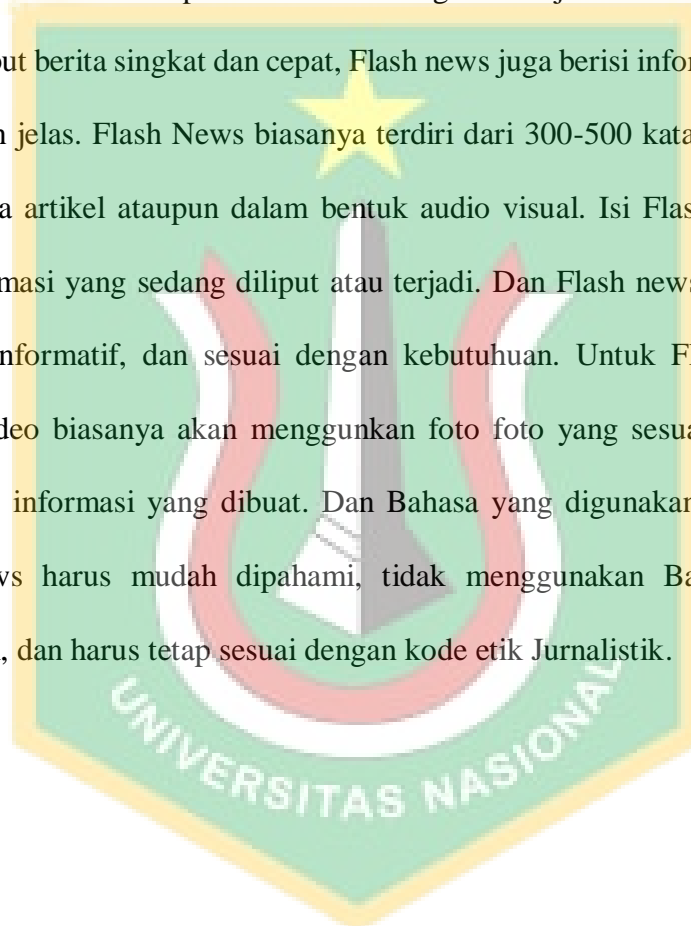 but berita singkat dan cepat, Flash news juga berisi infor
jelas. Flash News biasanya terdiri dari 300-500 kata
a artikel ataupun dalam bentuk audio visual. Isi Flas
masi yang sedang diliput atau terjadi. Dan Flash news
nformatif, dan sesuai dengan kebutuhan. Untuk F
deo biasanya akan menggunkan foto foto yang sesua
informasi yang dibuat. Dan Bahasa yang digunakan
ws harus mudah dipahami, tidak menggunakan Ba
, dan harus tetap sesuai dengan kode etik Jurnalistik.
UNIVERSITAS NASIONAL